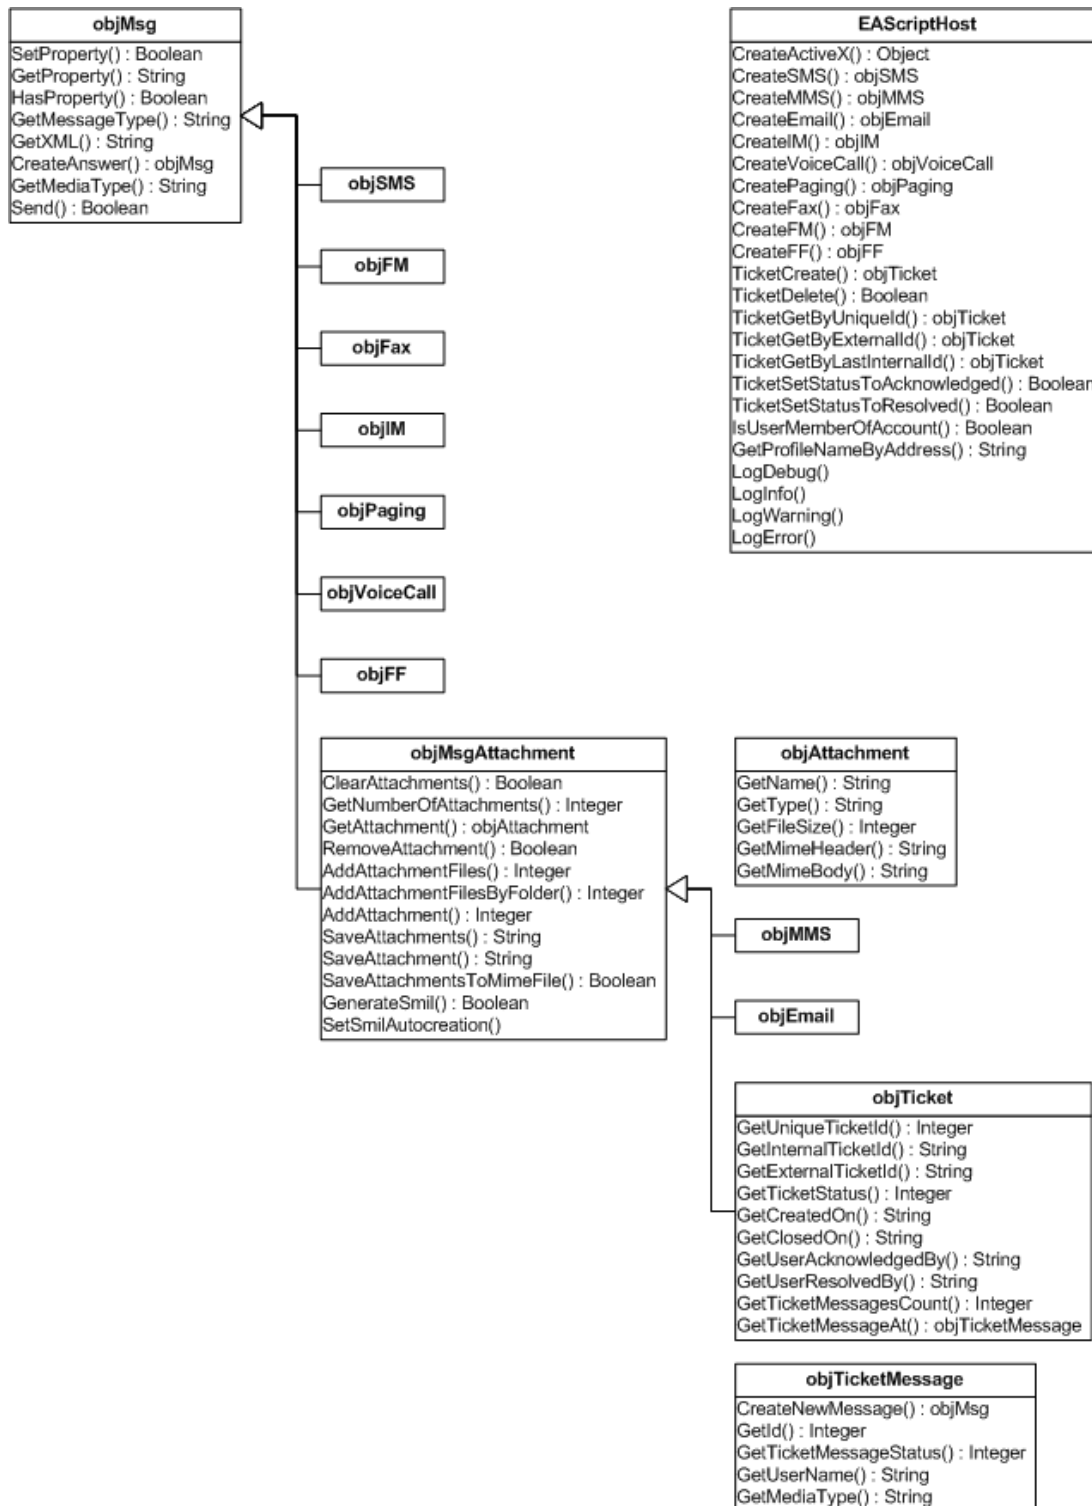 objMsg
SetProperty() : Boolean
GetProperty() : String
HasProperty() : Boolean
GetMessageType() : String
GetXML() : String
CreateAnswer() : objMsg
GetMediaType() : String
Send() : Boolean
EAScriptHost
CreateActiveX() : Object
CreateSMS() : objSMS
CreateMMS() : objMMS
CreateEmail() : objEmail
CreateIM() : objIM
CreateVoiceCall() : objVoiceCall
CreatePaging() : objPaging
CreateFax() : objFax
CreateFM() : objFM
CreateFF() : objFF
TicketCreate() : objTicket
TicketDelete() : Boolean
TicketGetByUniqueId() : objTicket
TicketGetByExternalId() : objTicket
TicketGetByLastInternalId() : objTicket
TicketSetStatusToAcknowledged() : Boolean
TicketSetStatusToResolved() : Boolean
IsUserMemberOfAccount() : Boolean
GetProfileNameByAddress() : String
LogDebug()
LogInfo()
LogWarning()
LogError()
objSMS
objFM
objFax
objIM
objPaging
objVoiceCall
objFF
objMsgAttachment
ClearAttachments() : Boolean
GetNumberOfAttachments() : Integer
GetAttachment() : objAttachment
RemoveAttachment() : Boolean
AddAttachmentFiles() : Integer
AddAttachmentFilesByFolder() : Integer
AddAttachment() : Integer
SaveAttachments() : String
SaveAttachment() : String
SaveAttachmentsToMimeFile() : Boolean
GenerateSmil() : Boolean
SetSmilAutocreation()
objAttachment
GetName() : String
GetType() : String
GetFileSize() : Integer
GetMimeHeader() : String
GetMimeBody() : String
objMMS
objEmail
objTicket
GetUniqueTicketId() : Integer
GetInternalTicketId() : String
GetExternalTicketId() : String
GetTicketStatus() : Integer
GetCreatedOn() : String
GetClosedOn() : String
GetUserAcknowledgedBy() : String
GetUserResolvedBy() : String
GetTicketMessagesCount() : Integer
GetTicketMessageAt() : objTicketMessage
objTicketMessage
CreateNewMessage() : objMsg
GetId() : Integer
GetTicketMessageStatus() : Integer
GetUserName() : String
GetMediaType() : String